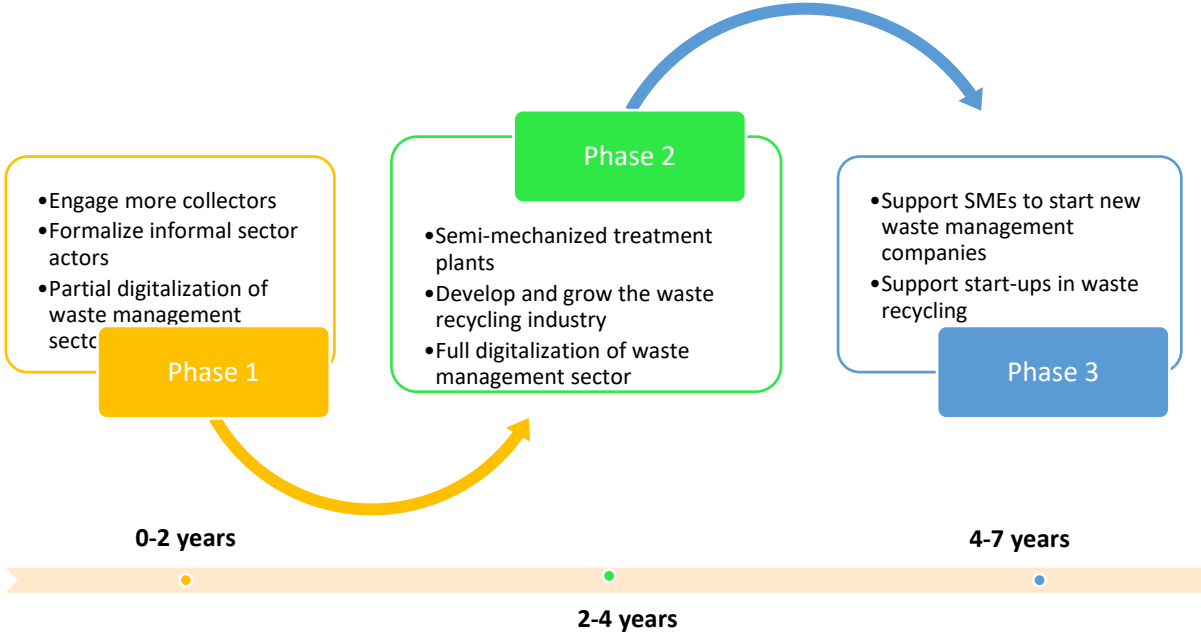 •Engage more collectors
•Formalize informal sector
actors
•Partial digitalization of
waste management
Phase 1
Phase 2
•Semi-mechanized treatment
plants
•Develop and grow the waste
recycling industry
•Full digitalization of waste
management sector
•Support SMEs to start new
waste management
companies
•Support start-ups in waste
recycling
Phase 3
0-2 years
2-4 years
4-7 years